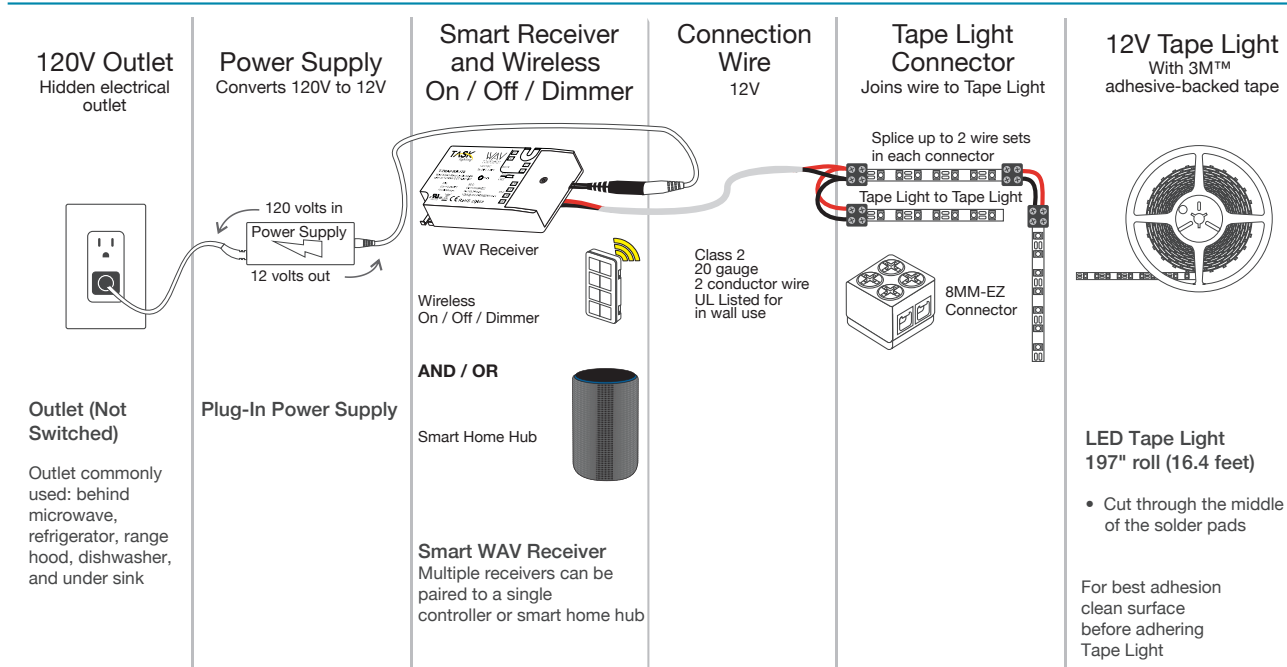 120V Outlet
Hidden electrical
outlet
Power Supply
Converts 120V to 12V
Smart Receiver
and Wireless
On / Off / Dimmer
Connection
Wire
12V
Tape Light
Connector
Joins wire to Tape Light
12V Tape Light
With 3M™
adhesive-backed tape
120 volts in
Power Supply
12 volts out
TASK
WAV
WAV Receiver
Wireless
On / Off / Dimmer
AND / OR
Smart Home Hub
Class 2
20 gauge
2 conductor wire
UL Listed for
in wall use
Splice up to 2 wire sets
in each connector
Tape Light to Tape Light
8MM-EZ
Connector
Outlet (Not
Switched)
Outlet commonly
used: behind
microwave,
refrigerator, range
hood, dishwasher,
and under sink
Plug-In Power Supply
Smart WAV Receiver
Multiple receivers can be
paired to a single
controller or smart home hub
LED Tape Light
197" roll (16.4 feet)
• Cut through the middle
of the solder pads
For best adhesion
clean surface
before adhering
Tape Light